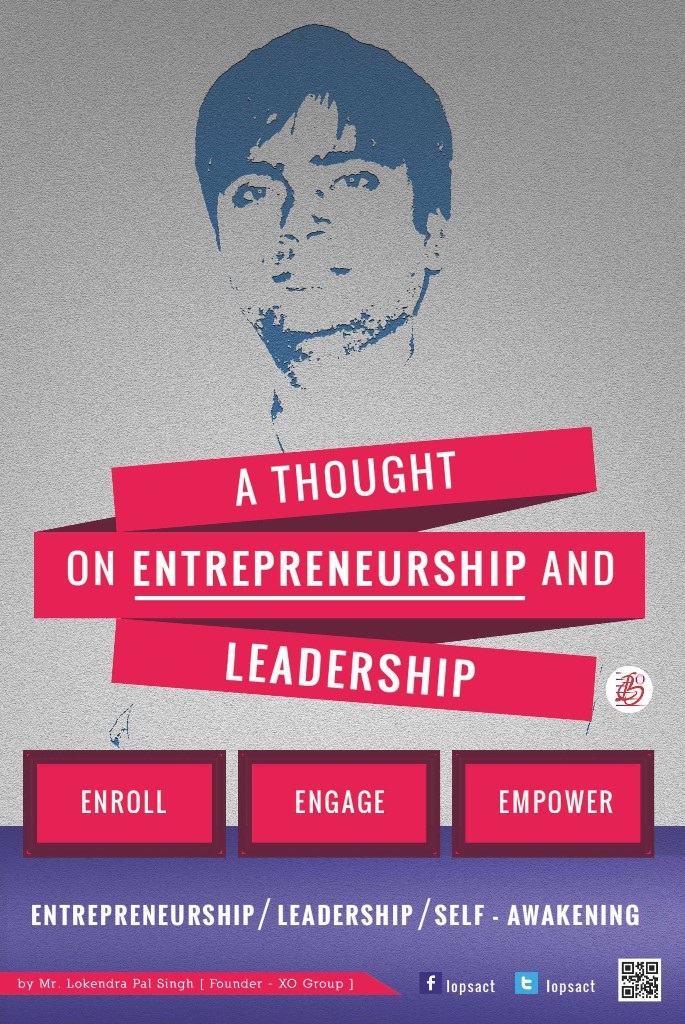 A THOUGHT
ON ENTREPRENEURSHIP AND
LEADERSHIP
ENROLL
ENGAGE
EMPOWER
ENTREPRENEURSHIP/LEADERSHIP/SELF - AWAKENING
by Mr. Lokendra Pal Singh [ Founder - XO Group ]
f lopsact
t lopsact